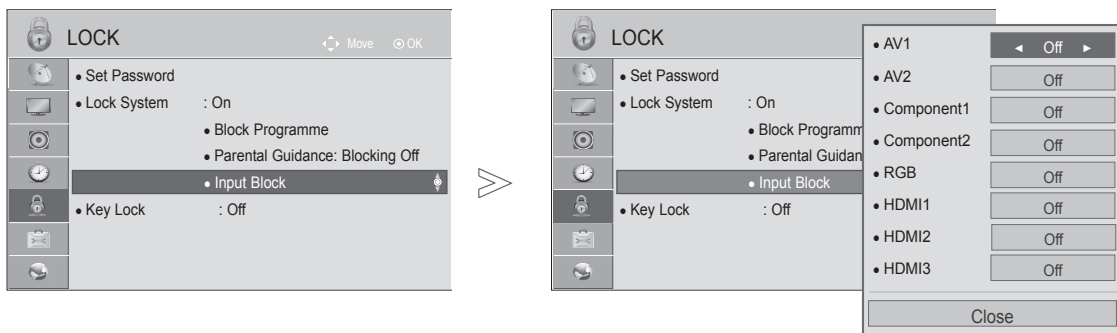 LOCK
Move OK
• Set Password
• Lock System : On
• Block Programme
• Parental Guidance: Blocking Off
• Input Block
• Key Lock : Off
LOCK
• Set Password
• Lock System : On
• Block Programm
• Parental Guidan
• Input Block
• Key Lock : Off
• AV1 ◄ Off ►
• AV2 Off
• Component1 Off
• Component2 Off
• RGB Off
• HDMI1 Off
• HDMI2 Off
• HDMI3 Off
Close